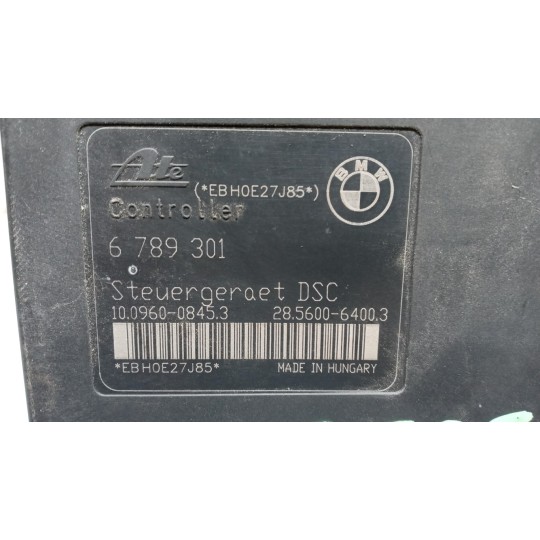 Ate
(*EBH0E27J85*)
BMW
Controller
6 789 301
Steuergeraet DSC
10.0960-0845.3 28.5600-6400.3
*EBH0E27J85*
MADE IN HUNGARY